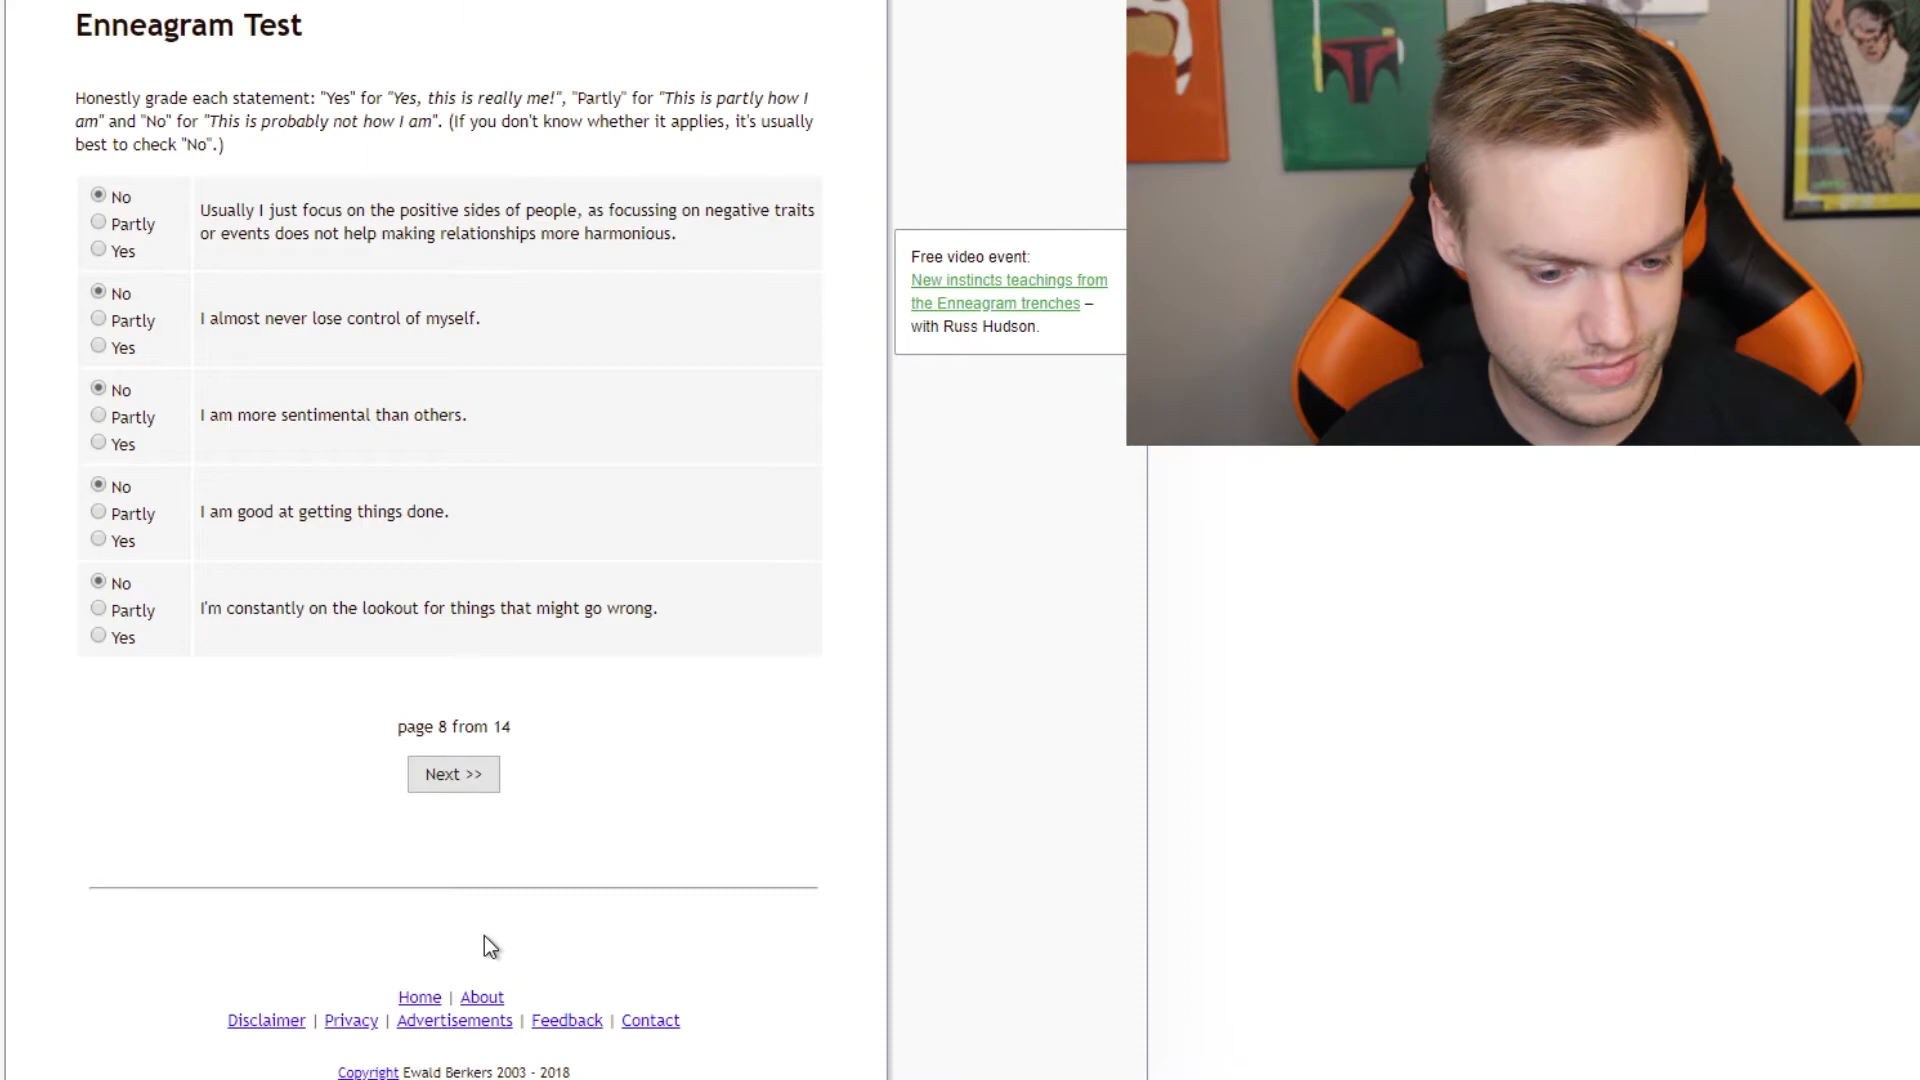 Enneagram Test
Honestly grade each statement: "Yes" for "Yes, this is really me!", "Partly" for "This is partly how I
am" and "No" for "This is probably not how I am". (If you don't know whether it applies, it's usually
best to check "No".)
No
Partly
Yes
Usually I just focus on the positive sides of people, as focussing on negative traits
or events does not help making relationships more harmonious.
No
Partly
Yes
I almost never lose control of myself.
No
Partly
Yes
I am more sentimental than others.
No
Partly
Yes
I am good at getting things done.
No
Partly
Yes
I'm constantly on the lookout for things that might go wrong.
page 8 from 14
Next >>
Home | About
Disclaimer | Privacy | Advertisements | Feedback | Contact
Copyright Ewald Berkers 2003 - 2018
Free video event:
New instincts teachings from
the Enneagram trenches –
with Russ Hudson.